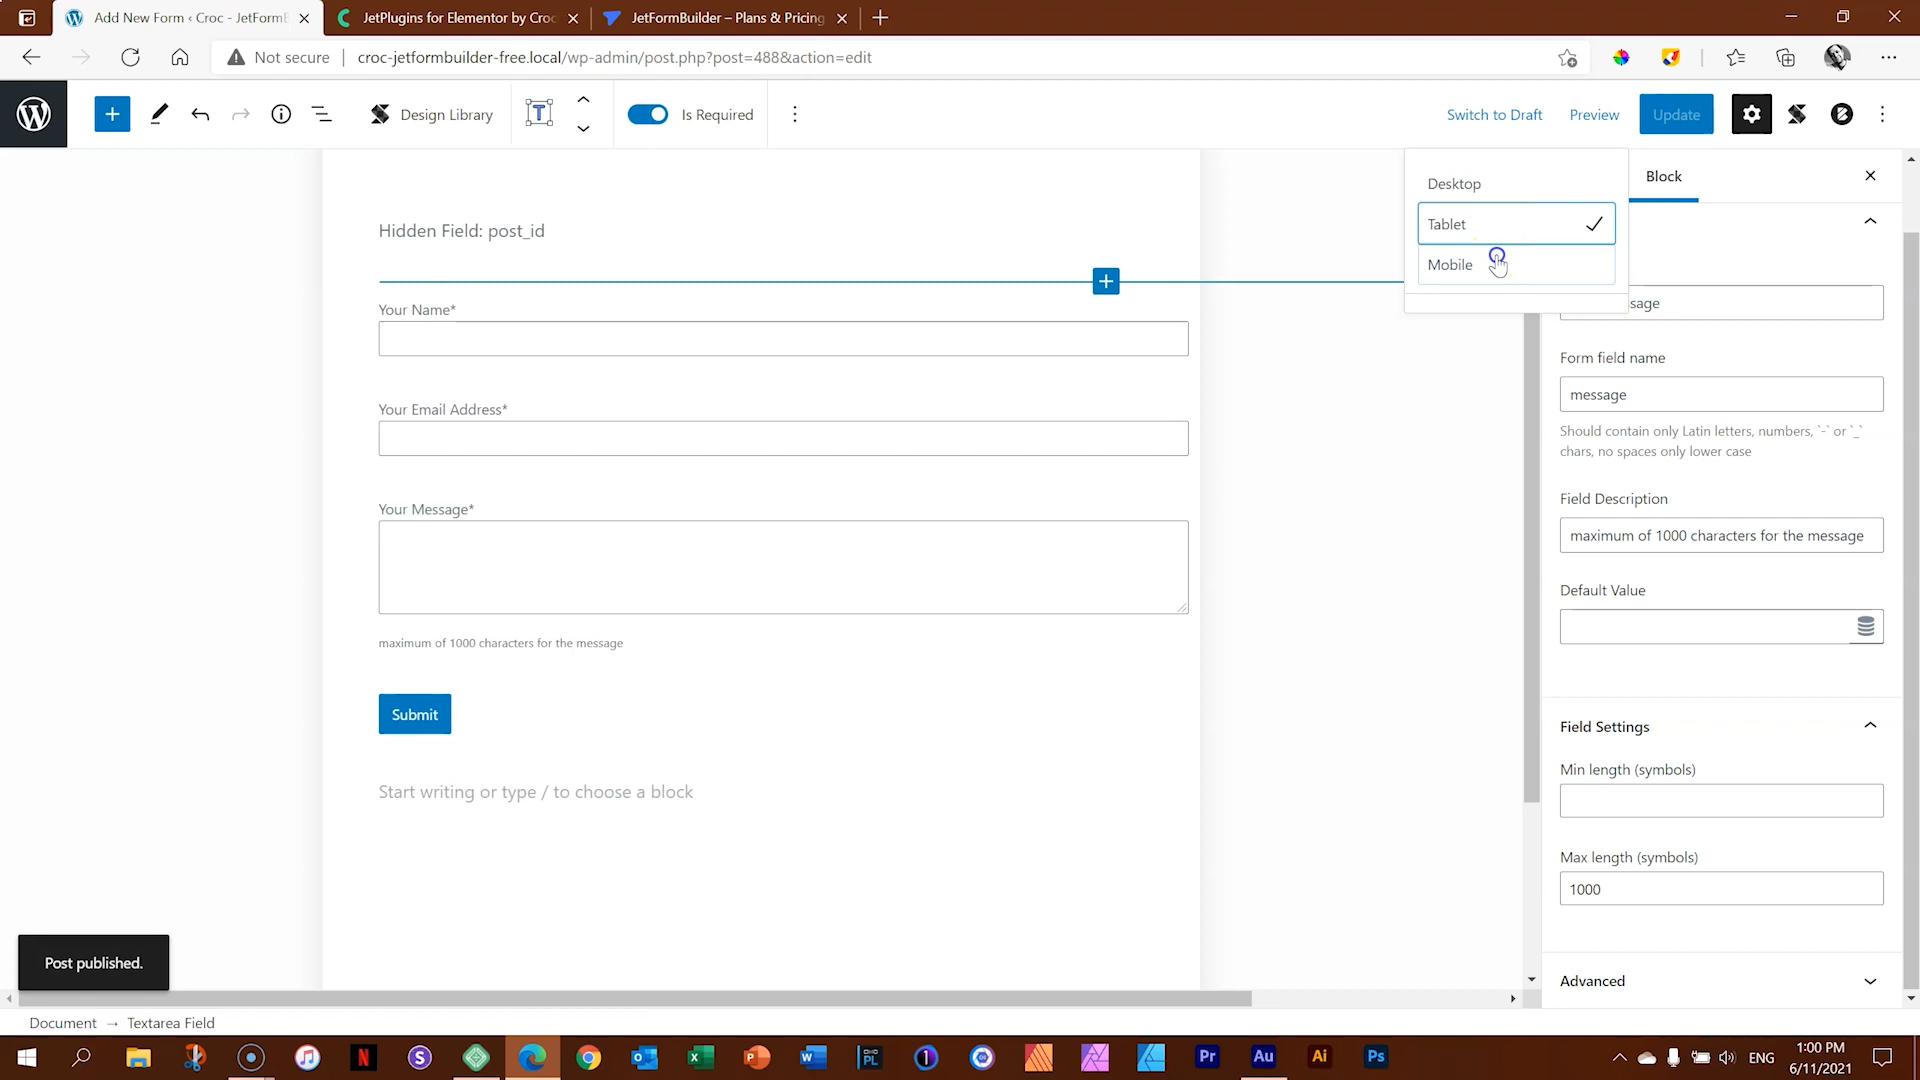 Add New Form ‹ Croc - JetFormB
JetPlugins for Elementor by Croc
JetFormBuilder – Plans & Pricing
Not secure
croc-jetformbuilder-free.local/wp-admin/post.php?post=488&action=edit
Design Library
T
Is Required
Switch to Draft
Preview
Update
Desktop
Tablet
Mobile
Block
Hidden Field: post_id
Your Name*
Your Email Address*
Your Message*
maximum of 1000 characters for the message
Submit
Start writing or type / to choose a block
sage
Form field name
message
Should contain only Latin letters, numbers, `-` or `_`
chars, no spaces only lower case
Field Description
maximum of 1000 characters for the message
Default Value
Field Settings
Min length (symbols)
Max length (symbols)
1000
Advanced
Post published.
Document → Textarea Field
ENG
1:00 PM
6/11/2021
Pr
Au
Ai
Ps